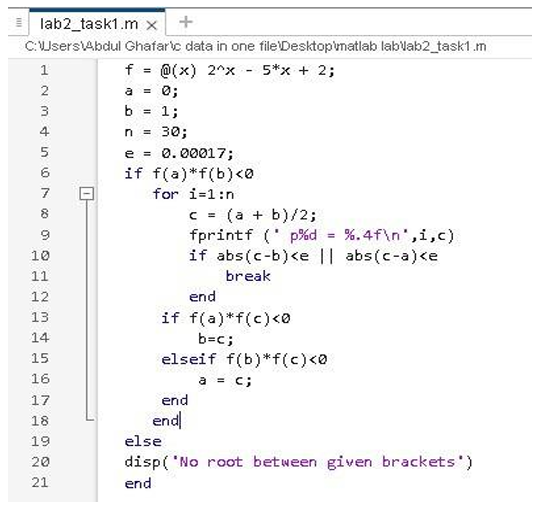 lab2_task1.m × +
C:\Users\Abdul Ghafar\c data in one file\Desktop\matlab lab\lab2_task1.m
1 f = @(x) 2^x - 5*x + 2;
2 a = 0;
3 b = 1;
4 n = 30;
5 e = 0.00017;
6 if f(a)*f(b)<0
7 for i=1:n
8 c = (a + b)/2;
9 fprintf (' p%d = %.4f\n',i,c)
10 if abs(c-b)<e || abs(c-a)<e
11 break
12 end
13 if f(a)*f(c)<0
14 b=c;
15 elseif f(b)*f(c)<0
16 a = c;
17 end
18 end
19 else
20 disp('No root between given brackets')
21 end